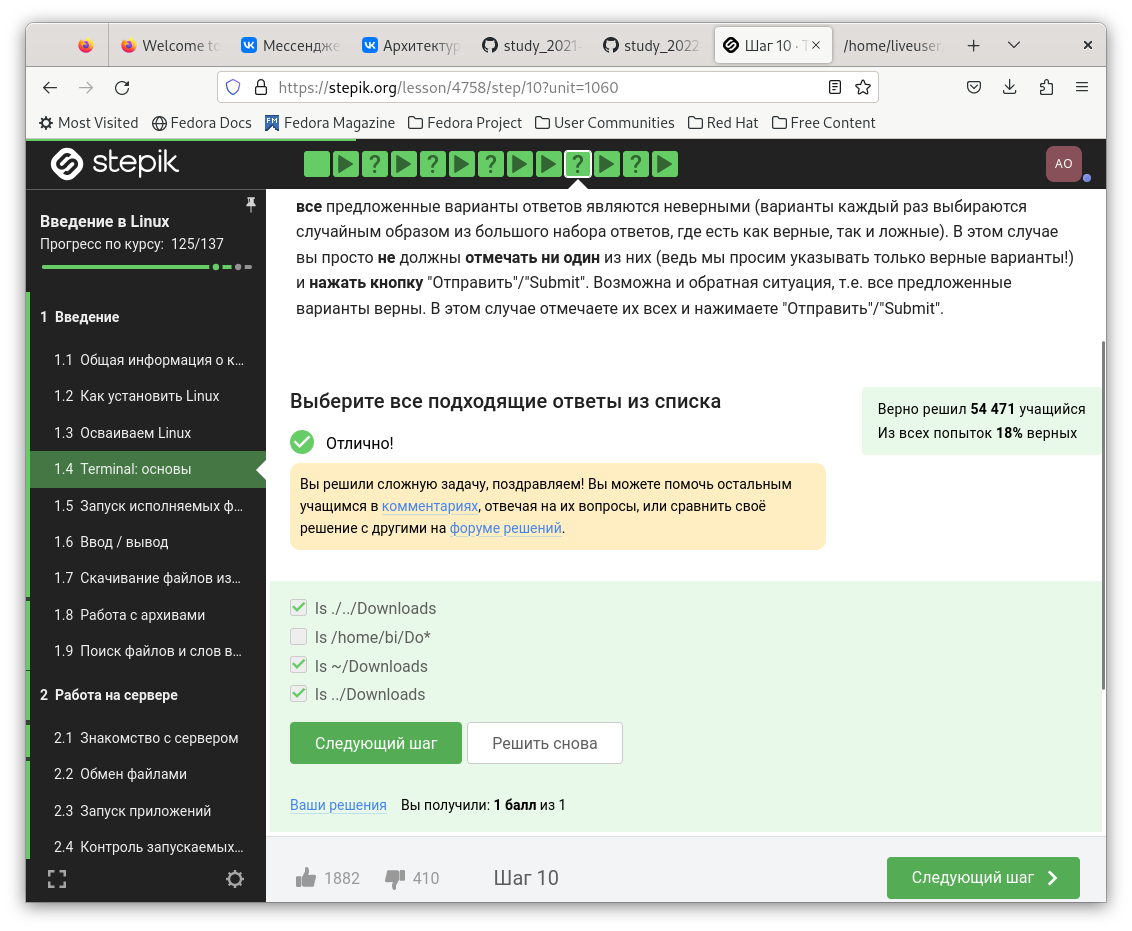 Welcome to
Мессендже
Архитектур
study_2021-
study_2022
Шаг 10 · T
/home/liveuser
https://stepik.org/lesson/4758/step/10?unit=1060
Most Visited
Fedora Docs
Fedora Magazine
Fedora Project
User Communities
Red Hat
Free Content
stepik
AO
Введение в Linux
Прогресс по курсу: 125/137
1 Введение
1.1 Общая информация о к...
1.2 Как установить Linux
1.3 Осваиваем Linux
1.4 Terminal: основы
1.5 Запуск исполняемых ф...
1.6 Ввод / вывод
1.7 Скачивание файлов из...
1.8 Работа с архивами
1.9 Поиск файлов и слов в...
2 Работа на сервере
2.1 Знакомство с сервером
2.2 Обмен файлами
2.3 Запуск приложений
2.4 Контроль запускаемых...
все предложенные варианты ответов являются неверными (варианты каждый раз выбираются
случайным образом из большого набора ответов, где есть как верные, так и ложные). В этом случае
вы просто не должны отмечать ни один из них (ведь мы просим указывать только верные варианты!)
и нажать кнопку "Отправить"/"Submit". Возможна и обратная ситуация, т.е. все предложенные
варианты верны. В этом случае отмечаете их всех и нажимаете "Отправить"/"Submit".
Выберите все подходящие ответы из списка
Верно решил 54 471 учащийся
Из всех попыток 18% верных
Отлично!
Вы решили сложную задачу, поздравляем! Вы можете помочь остальным
учащимся в комментариях, отвечая на их вопросы, или сравнить своё
решение с другими на форуме решений.
ls ./../Downloads
ls /home/bi/Do*
ls ~/Downloads
ls ../Downloads
Следующий шаг
Решить снова
Ваши решения Вы получили: 1 балл из 1
1882
410
Шаг 10
Следующий шаг